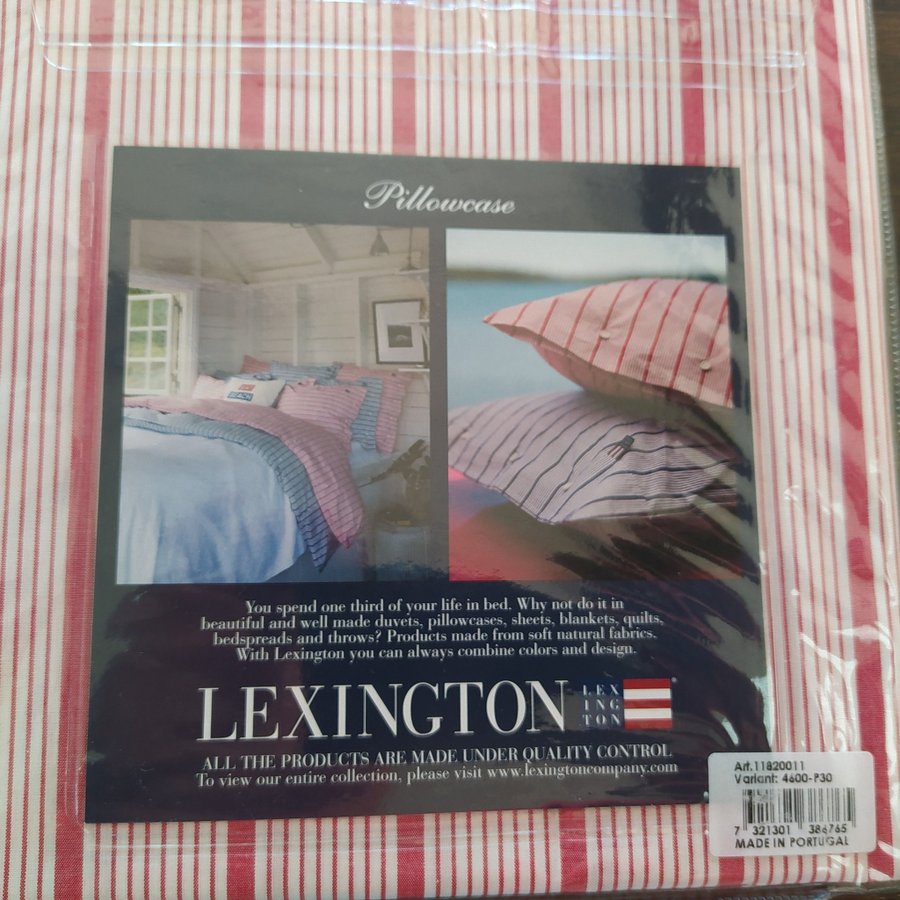 Pillowcase
BEACH
You spend one third of your life in bed. Why not do it in
beautiful and well made duvets, pillowcases, sheets, blankets, quilts,
bedspreads and throws? Products made from soft natural fabrics.
With Lexington you can always combine colors and design.
LEXINGTON
LEX
ING
TON
ALL THE PRODUCTS ARE MADE UNDER QUALITY CONTROL
To view our entire collection, please visit www.lexingtoncompany.com
Art.11820011
Variant: 4600-P30
7 321301 386765
MADE IN PORTUGAL